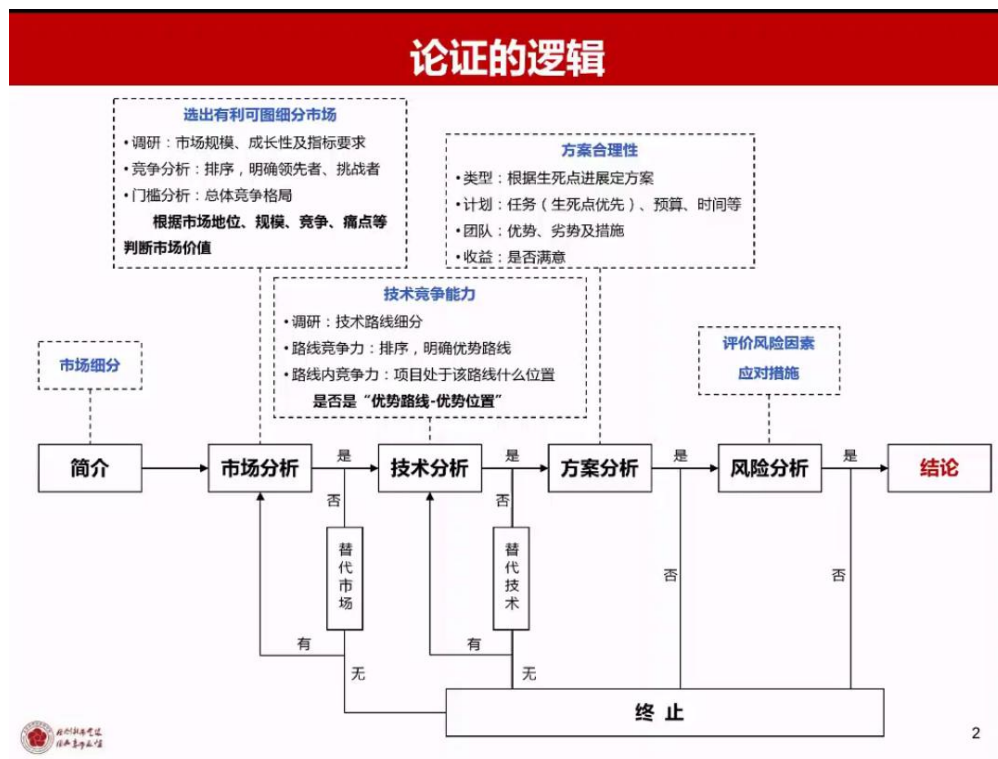 论证的逻辑
选出有利可图细分市场
•调研：市场规模、成长性及指标要求
•竞争分析：排序，明确领先者、挑战者
•门槛分析：总体竞争格局
根据市场地位、规模、竞争、痛点等
判断市场价值
方案合理性
•类型：根据生死点进展定方案
•计划：任务（生死点优先）、预算、时间等
•团队：优势、劣势及措施
•收益：是否满意
技术竞争能力
•调研：技术路线细分
•路线竞争力：排序，明确优势路线
•路线内竞争力：项目处于该路线什么位置
是否是“优势路线-优势位置”
市场细分
评价风险因素
应对措施
简介
市场分析
是
技术分析
是
方案分析
是
风险分析
是
结论
否
否
替代市场
替代技术
否
否
有
有
无
无
终 止
2